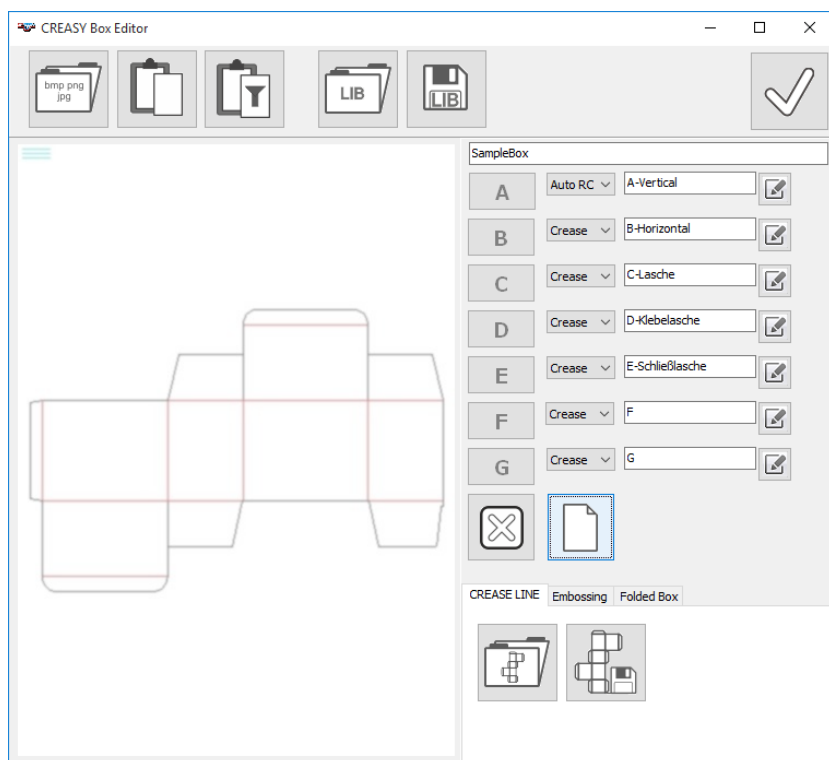 CREASY Box Editor
bmp png
jpg
LIB
LIB
SampleBox
A Auto RC A-Vertical
B Crease B-Horizontal
C Crease C-Lasche
D Crease D-Klebelasche
E Crease E-Schließlasche
F Crease F
G Crease G
CREASE LINE Embossing Folded Box